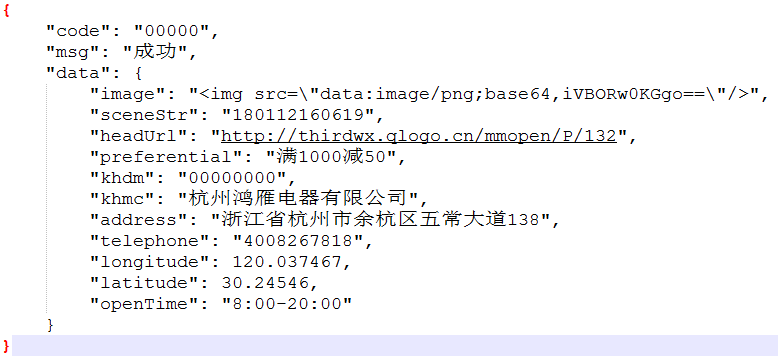 {
"code": "00000",
"msg": "成功",
"data": {
"image": "<img src=\"data:image/png;base64,iVBORw0KGgo==\"/>",
"sceneStr": "180112160619",
"headUrl": "http://thirdwx.qlogo.cn/mmopen/P/132",
"preferential": "满1000减50",
"khdm": "00000000",
"khmc": "杭州鸿雁电器有限公司",
"address": "浙江省杭州市余杭区五常大道138",
"telephone": "4008267818",
"longitude": 120.037467,
"latitude": 30.24546,
"openTime": "8:00-20:00"
}
}